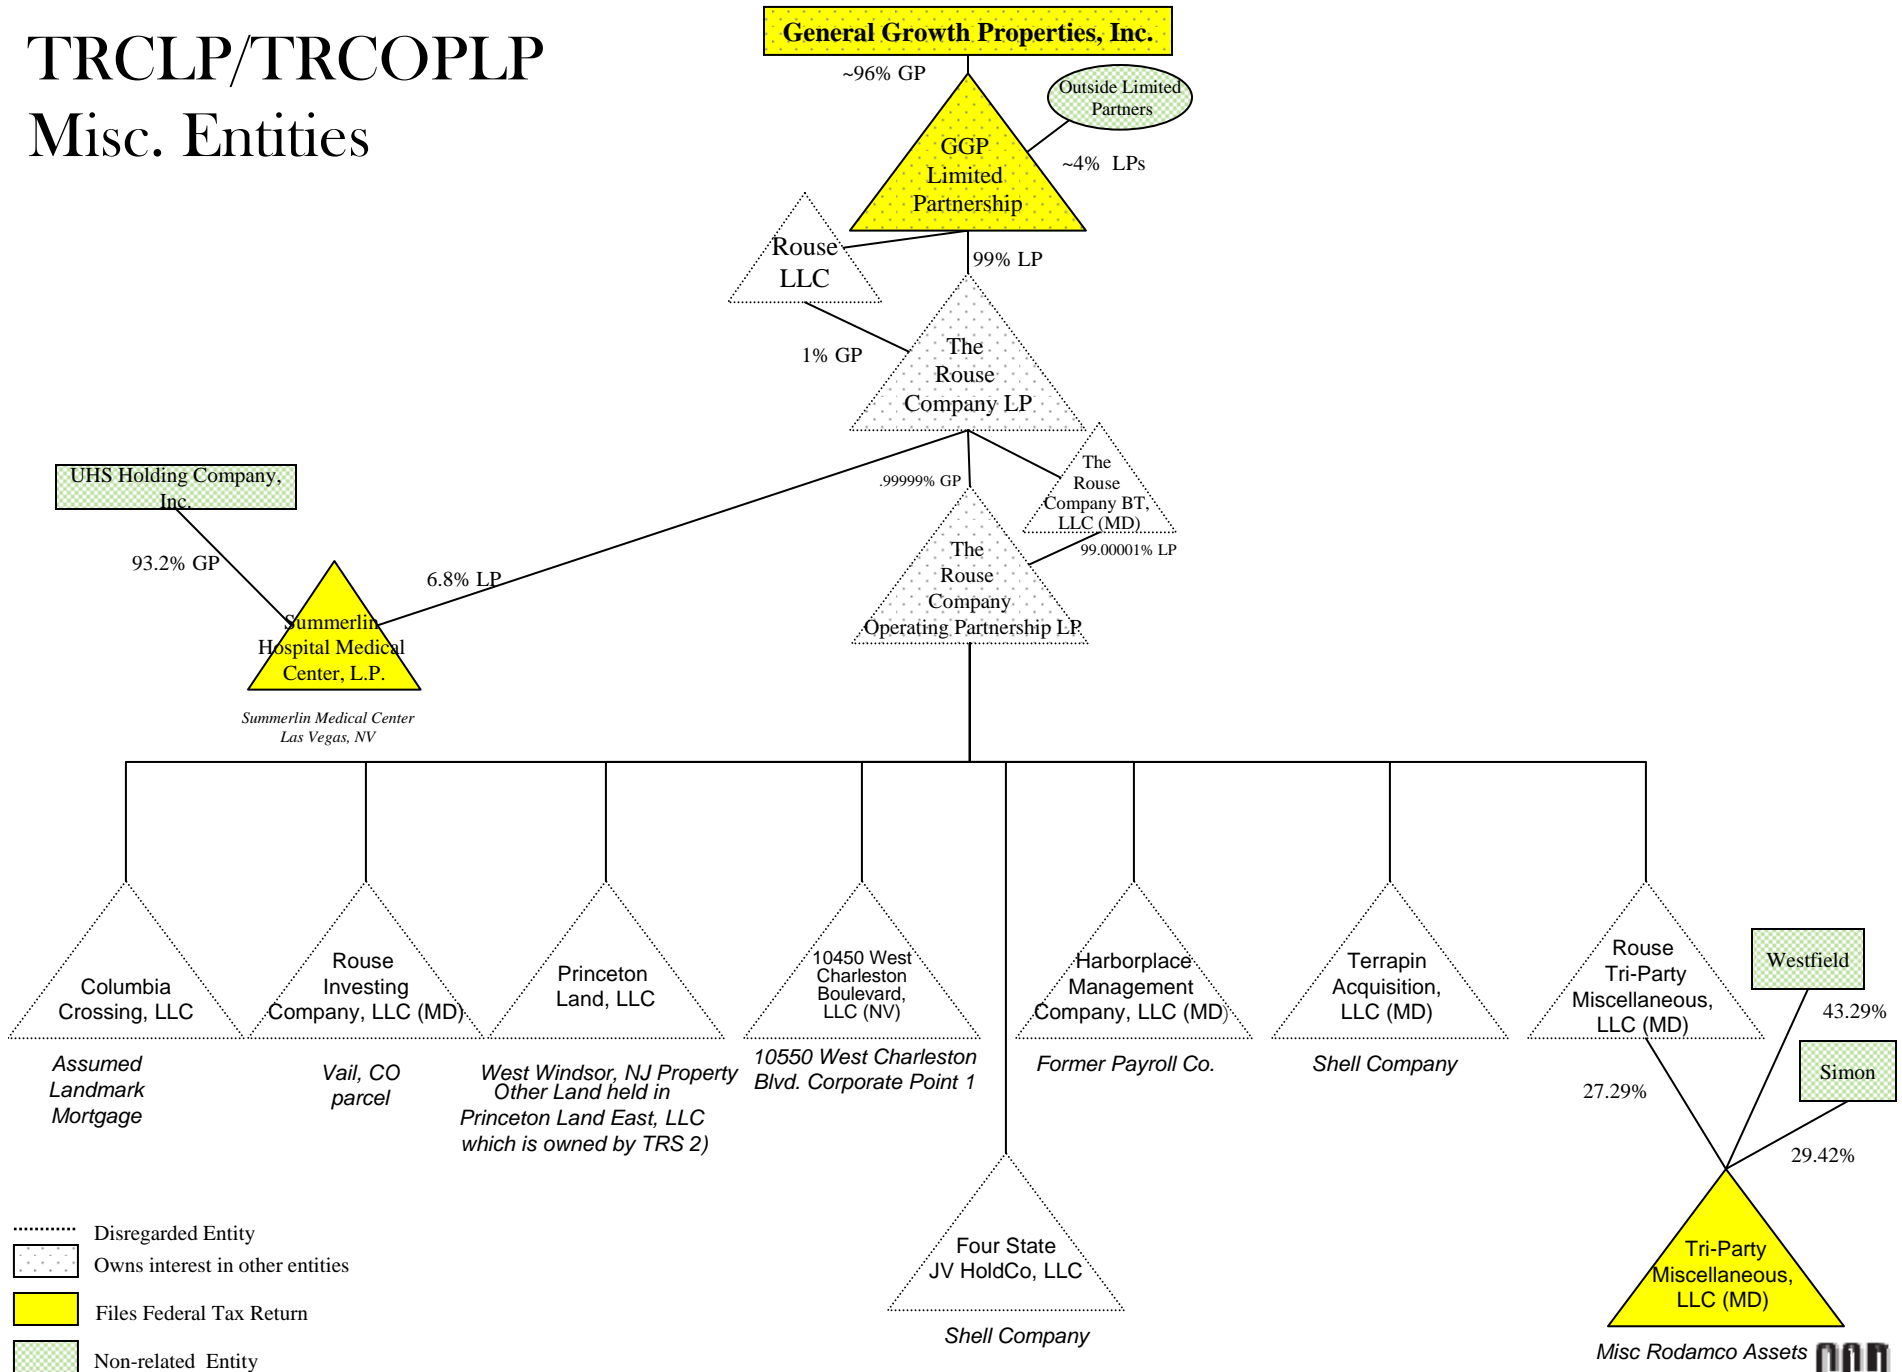 TRCLP/TRCOPLP
Misc. Entities
General Growth Properties, Inc.
~96% GP
Outside Limited
Partners
GGP
Limited
Partnership
~4% LPs
Rouse
LLC
99% LP
1% GP
The
Rouse
Company LP
UHS Holding Company,
Inc.
93.2% GP
6.8% LP
.99999% GP
The
Rouse
Company BT,
LLC (MD)
99.00001% LP
The
Rouse
Company
Operating Partnership LP
Summerlin
Hospital Medical
Center, L.P.
Summerlin Medical Center
Las Vegas, NV
Columbia
Crossing, LLC
Assumed
Landmark
Mortgage
Rouse
Investing
Company, LLC (MD)
Vail, CO
parcel
Princeton
Land, LLC
West Windsor, NJ Property
Other Land held in
Princeton Land East, LLC
which is owned by TRS 2)
10450 West
Charleston
Boulevard,
LLC (NV)
10550 West Charleston
Blvd. Corporate Point 1
Harborplace
Management
Company, LLC (MD)
Former Payroll Co.
Terrapin
Acquisition,
LLC (MD)
Shell Company
Rouse
Tri-Party
Miscellaneous,
LLC (MD)
Westfield
43.29%
Simon
27.29%
29.42%
Four State
JV HoldCo, LLC
Shell Company
Tri-Party
Miscellaneous,
LLC (MD)
Misc Rodamco Assets
Disregarded Entity
Owns interest in other entities
Files Federal Tax Return
Non-related Entity